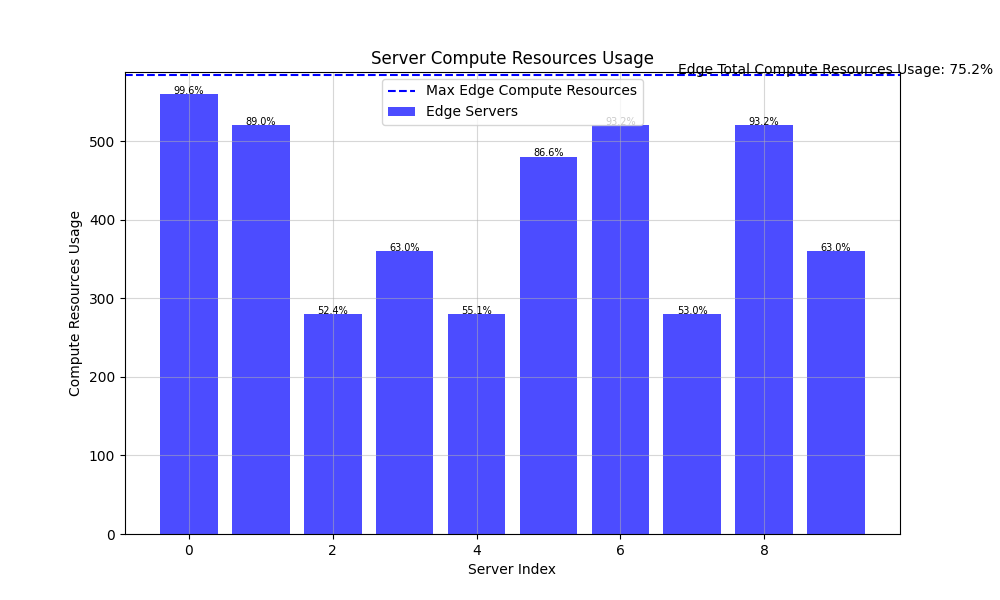 Server Compute Resources Usage
Edge Total Compute Resources Usage: 75.2%
Max Edge Compute Resources
Edge Servers
99.6%
89.0%
52.4%
63.0%
55.1%
86.6%
93.2%
53.0%
93.2%
63.0%
500
400
300
200
100
0
Compute Resources Usage
0 2 4 6 8
Server Index